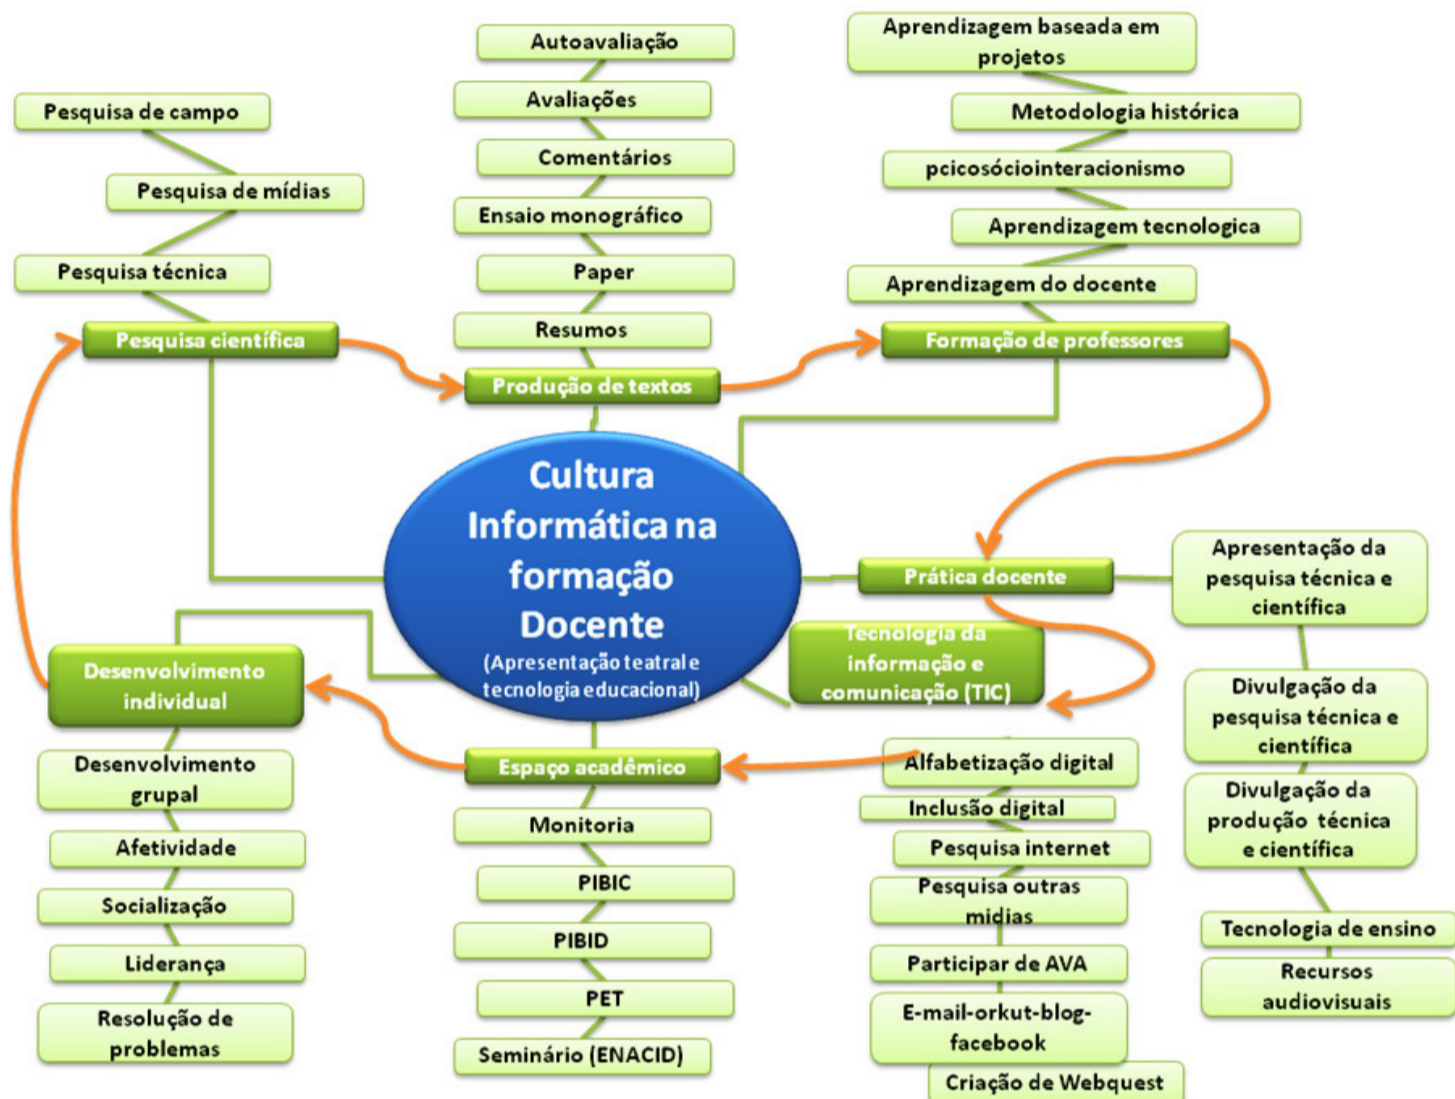 Pesquisa de campo
Pesquisa de mídias
Pesquisa técnica
Pesquisa científica
Autoavaliação
Avaliações
Comentários
Ensaio monográfico
Paper
Resumos
Produção de textos
Aprendizagem baseada em
projetos
Metodologia histórica
pcicosóciointeracionismo
Aprendizagem tecnologica
Aprendizagem do docente
Formação de professores
Cultura
Informática na
formação
Docente
(Apresentação teatral e
tecnologia educacional)
Prática docente
Apresentação da
pesquisa técnica e
científica
Divulgação da
pesquisa técnica e
científica
Divulgação da
produção técnica
e científica
Tecnologia de ensino
Recursos
audiovisuais
Tecnologia da
informação e
comunicação (TIC)
Alfabetização digital
Inclusão digital
Pesquisa internet
Pesquisa outras
midias
Participar de AVA
E-mail-orkut-blog-
facebook
Criação de Webquest
Espaço acadêmico
Monitoria
PIBIC
PIBID
PET
Seminário (ENACID)
Desenvolvimento
individual
Desenvolvimento
grupal
Afetividade
Socialização
Liderança
Resolução de
problemas